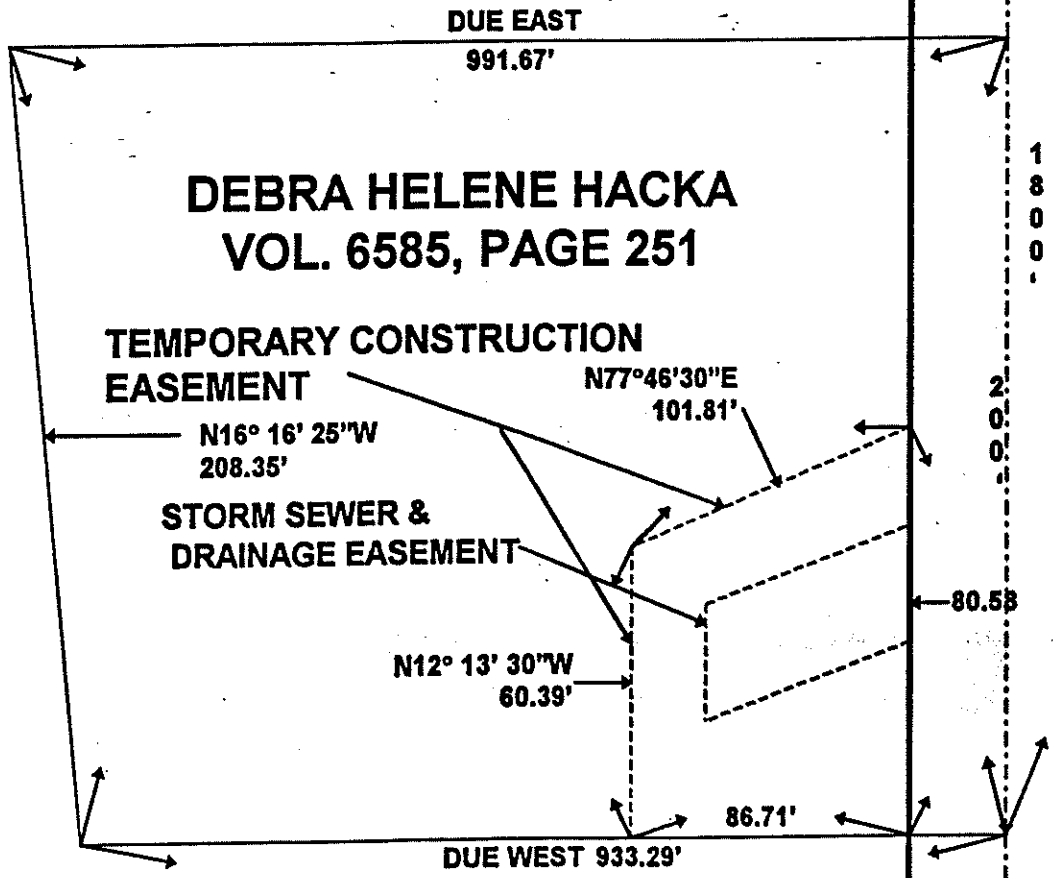 DUE EAST
991.67'
1800'
DEBRA HELENE HACKA
VOL. 6585, PAGE 251
TEMPORARY CONSTRUCTION
EASEMENT
N77°46'30"E
101.81'
200'
N16° 16' 25"W
208.35'
STORM SEWER &
DRAINAGE EASEMENT
80.58
N12° 13' 30"W
60.39'
86.71'
DUE WEST 933.29'